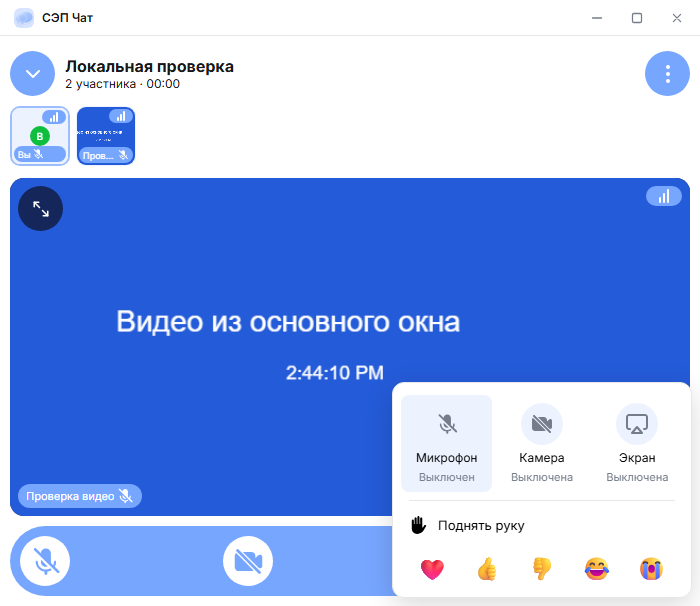 СЭП Чат
Локальная проверка
2 участника · 00:00
В
Вы
Пров...
Видео из основного окна
2:44:10 PM
Проверка видео
Микрофон
Выключен
Камера
Выключена
Экран
Выключена
Поднять руку